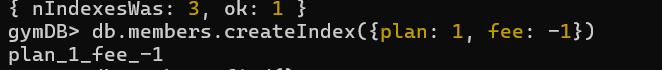 { nIndexesWas: 3, ok: 1 }
gymDB> db.members.createIndex({plan: 1, fee: -1})
plan_1_fee_-1